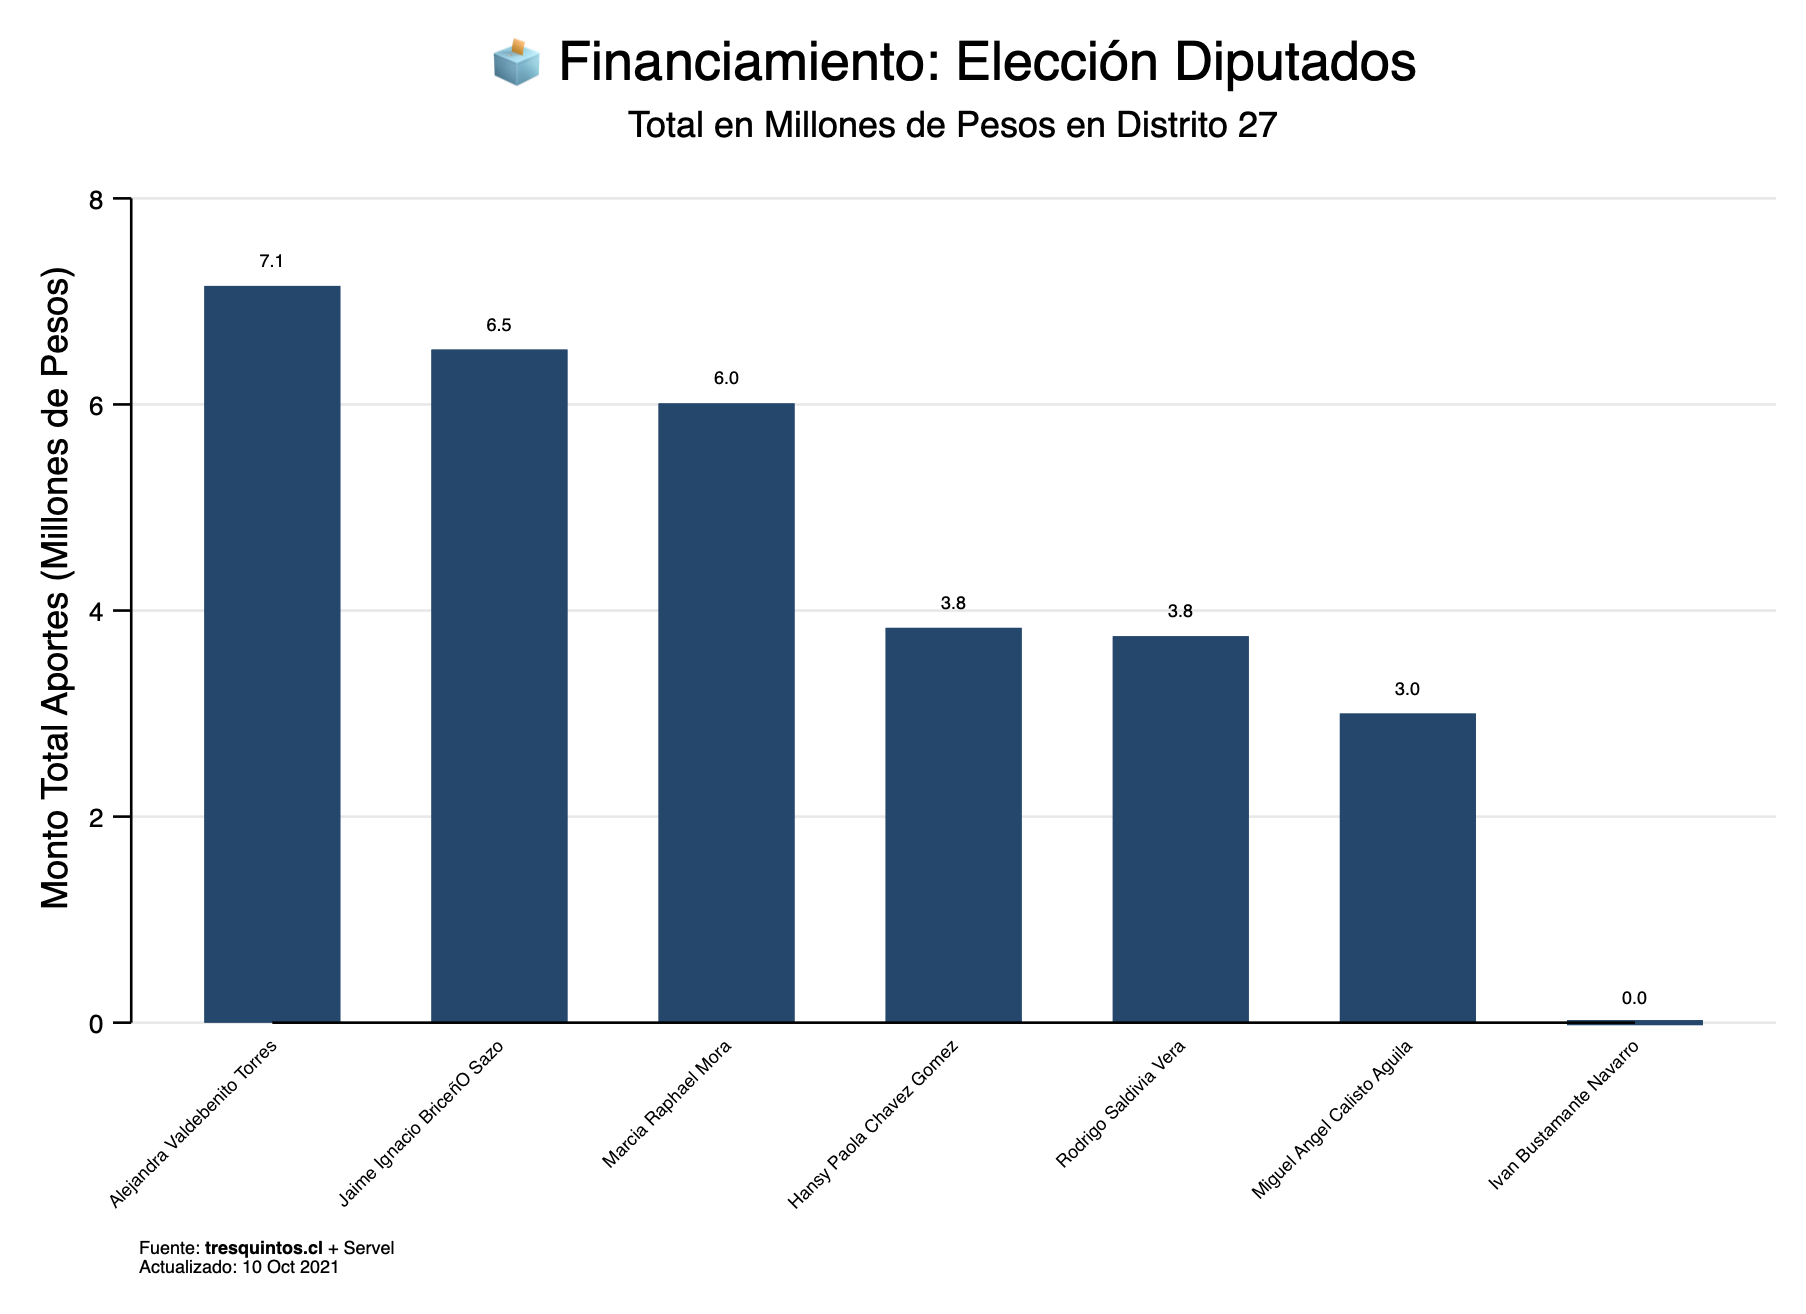 Financiamiento: Elección Diputados
Total en Millones de Pesos en Distrito 27
Monto Total Aportes (Millones de Pesos)
8
6
4
2
0
7.1
6.5
6.0
3.8
3.8
3.0
0.0
Alejandra Valdebenito Torres
Jaime Ignacio BriceñO Sazo
Marcia Raphael Mora
Hansy Paola Chavez Gomez
Rodrigo Saldivia Vera
Miguel Angel Calisto Aguila
Ivan Bustamante Navarro
Fuente: tresquintos.cl + Servel
Actualizado: 10 Oct 2021